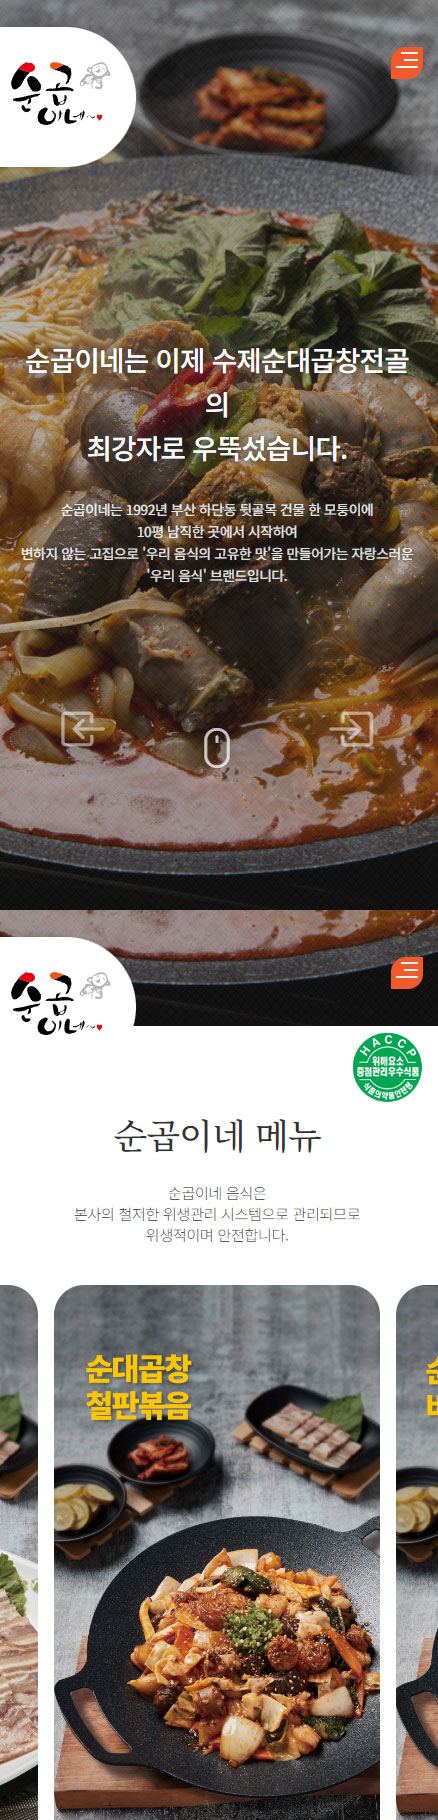 순곱이네~
순곱이네는 이제 수제순대곱창전골
의
최강자로 우뚝섰습니다.
순곱이네는 1992년 부산 하단동 뒷골목 건물 한 모퉁이에
10평 남직한 곳에서 시작하여
변하지 않는 고집으로 '우리 음식의 고유한 맛'을 만들어가는 자랑스러운
'우리 음식' 브랜드입니다.
순곱이네~
HACCP
위해요소
중점관리우수식품
식품의약품안전청
순곱이네 메뉴
순곱이네 음식은
본사의 철저한 위생관리 시스템으로 관리되므로
위생적이며 안전합니다.
순대곱창
철판볶음